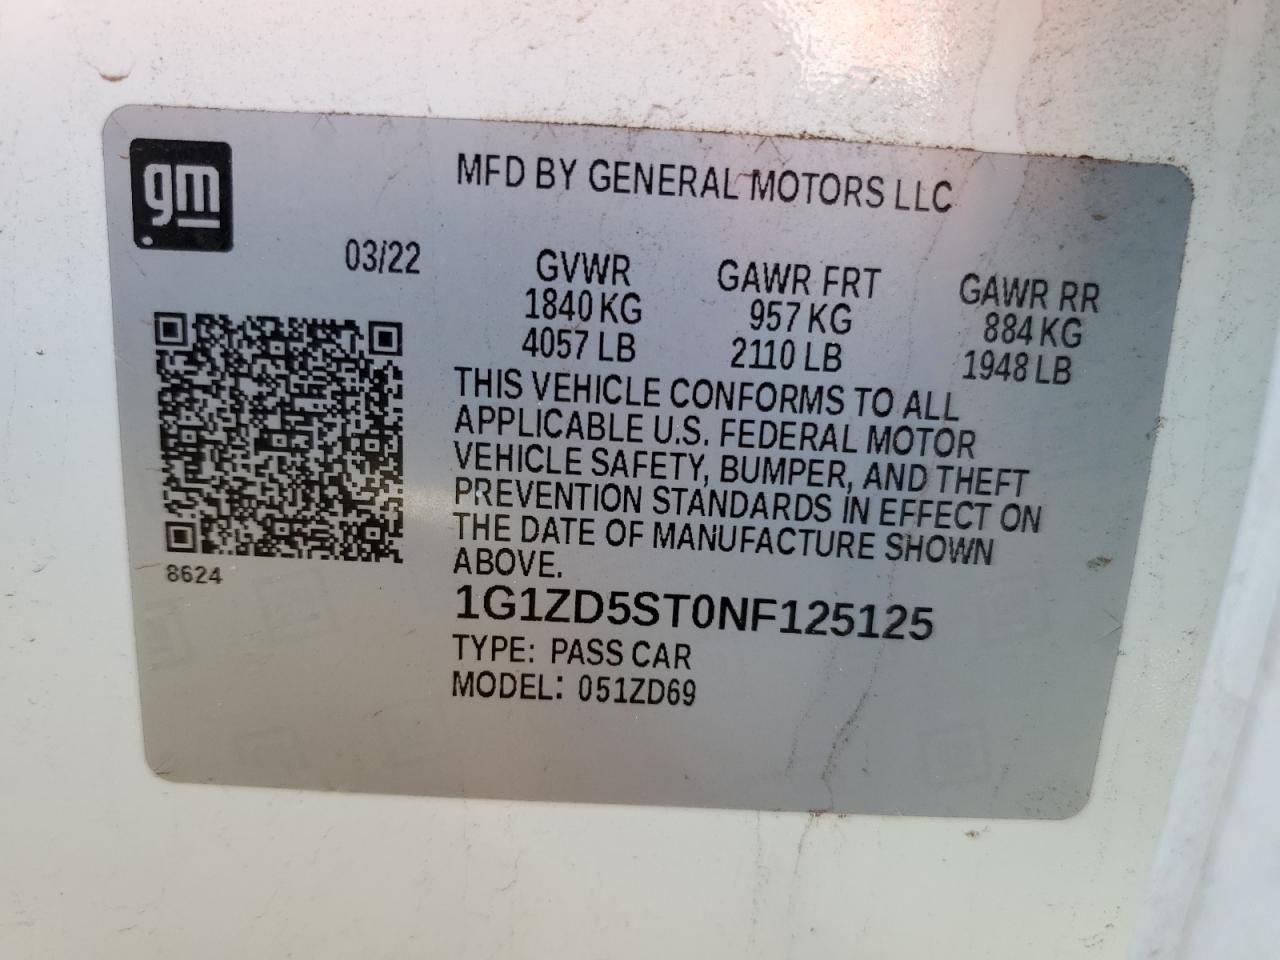 gm
MFD BY GENERAL MOTORS LLC
03/22
GVWR
1840 KG
4057 LB
GAWR FRT
957 KG
2110 LB
GAWR RR
884 KG
1948 LB
THIS VEHICLE CONFORMS TO ALL
APPLICABLE U.S. FEDERAL MOTOR
VEHICLE SAFETY, BUMPER, AND THEFT
PREVENTION STANDARDS IN EFFECT ON
THE DATE OF MANUFACTURE SHOWN
ABOVE.
8624
1G1ZD5ST0NF125125
TYPE: PASS CAR
MODEL: 051ZD69